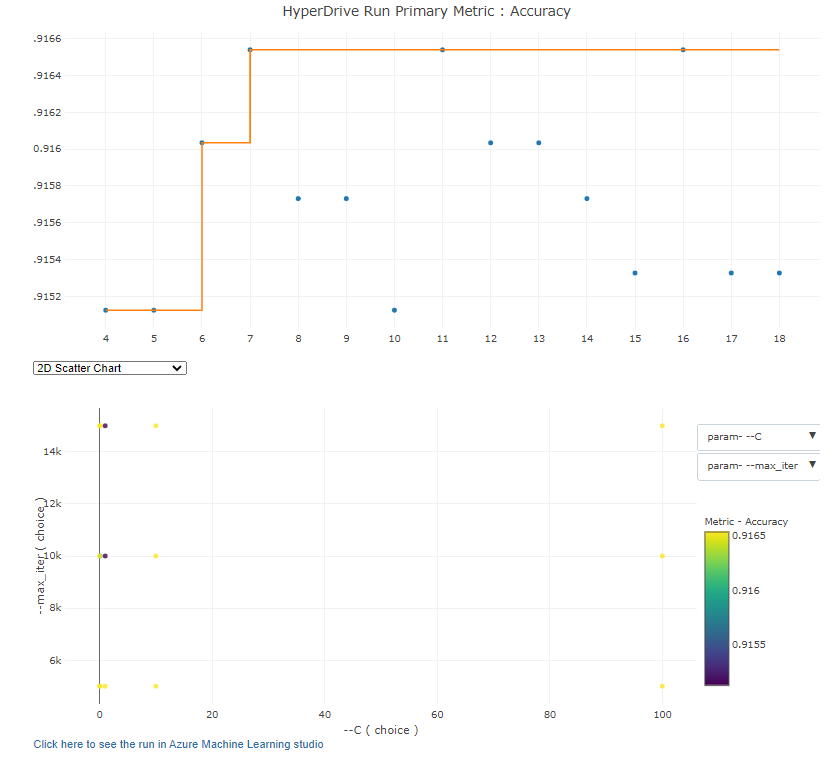 HyperDrive Run Primary Metric : Accuracy
.9166
.9164
.9162
0.916
.9158
.9156
.9154
.9152
4 5 6 7 8 9 10 11 12 13 14 15 16 17 18
2D Scatter Chart
param- --C ▼
param- --max_iter ▼
14k
12k
10k
8k
6k
--max_iter ( choice )
Metric - Accuracy
0.9165
0.916
0.9155
0 20 40 60 80 100
--C ( choice )
Click here to see the run in Azure Machine Learning studio